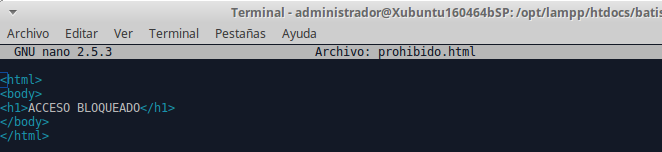 Terminal - administrador@Xubuntu160464bSP: /opt/lampp/htdocs/batis
Archivo Editar Ver Terminal Pestañas Ayuda
GNU nano 2.5.3 Archivo: prohibido.html
<html>
<body>
<h1>ACCESO BLOQUEADO</h1>
</body>
</html>